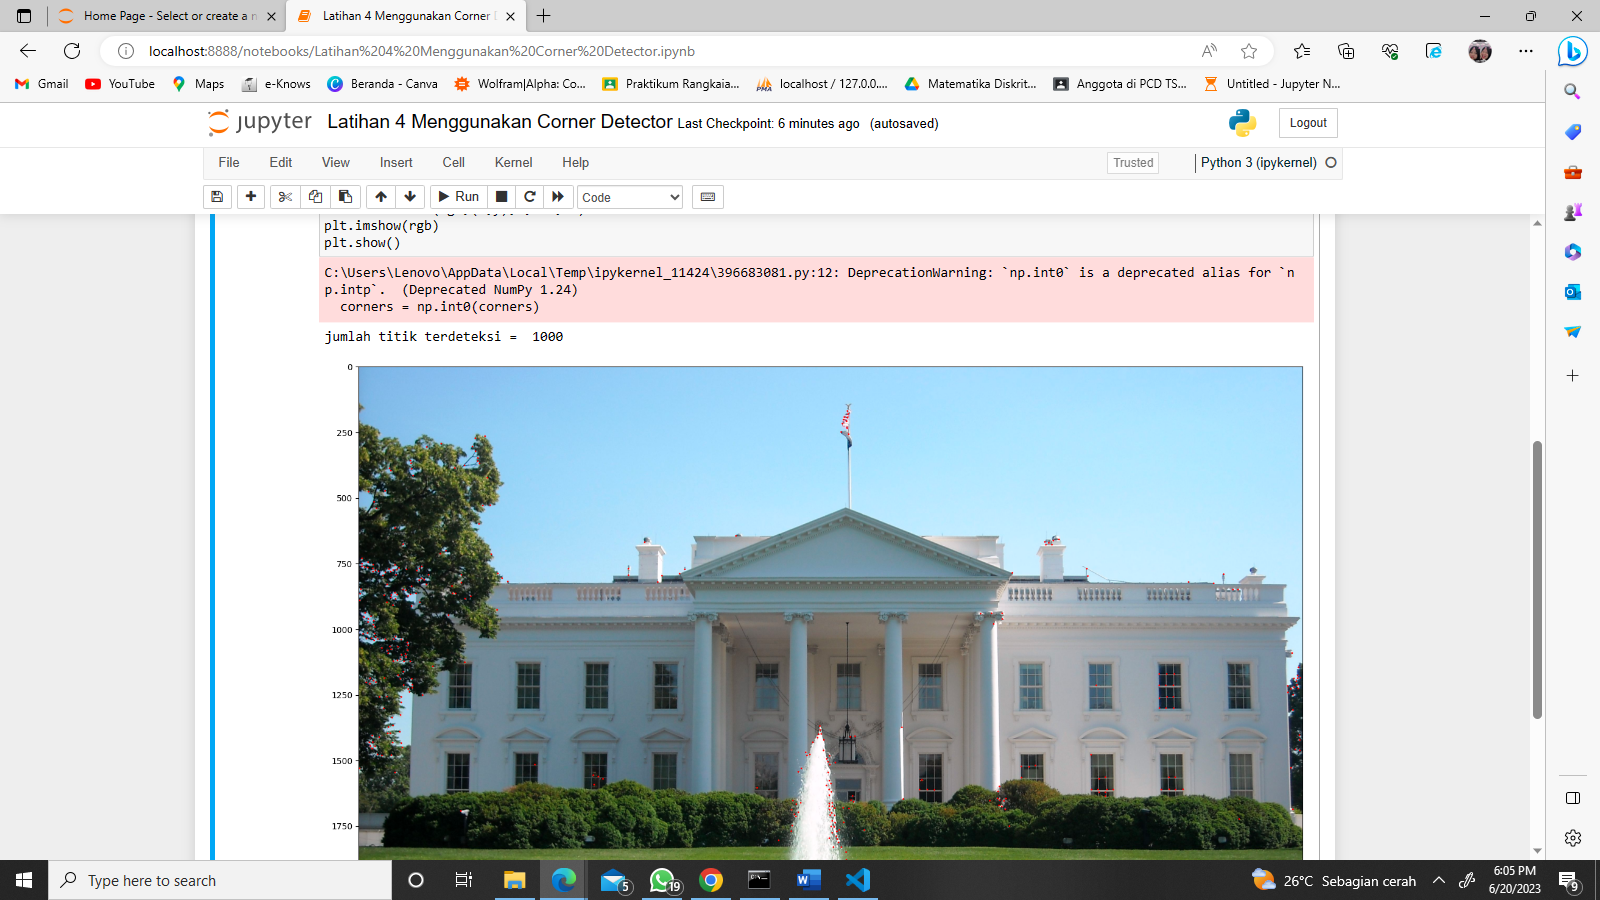 Home Page - Select or create a n
Latihan 4 Menggunakan Corner D
localhost:8888/notebooks/Latihan%204%20Menggunakan%20Corner%20Detector.ipynb
Gmail YouTube Maps e-Knows Beranda - Canva Wolfram|Alpha: Co... Praktikum Rangkaia... localhost / 127.0.0.... Matematika Diskrit... Anggota di PCD TS... Untitled - Jupyter N...
jupyter Latihan 4 Menggunakan Corner Detector Last Checkpoint: 6 minutes ago (autosaved) Logout
File Edit View Insert Cell Kernel Help Trusted Python 3 (ipykernel)
Run Code
plt.imshow(rgb)
plt.show()
C:\Users\Lenovo\AppData\Local\Temp\ipykernel_11424\396683081.py:12: DeprecationWarning: `np.int0` is a deprecated alias for `n
p.intp`.  (Deprecated NumPy 1.24)
  corners = np.int0(corners)
jumlah titik terdeteksi =  1000
0
250
500
750
1000
1250
1500
1750
Type here to search
5
19
26°C Sebagian cerah
6:05 PM
6/20/2023
9